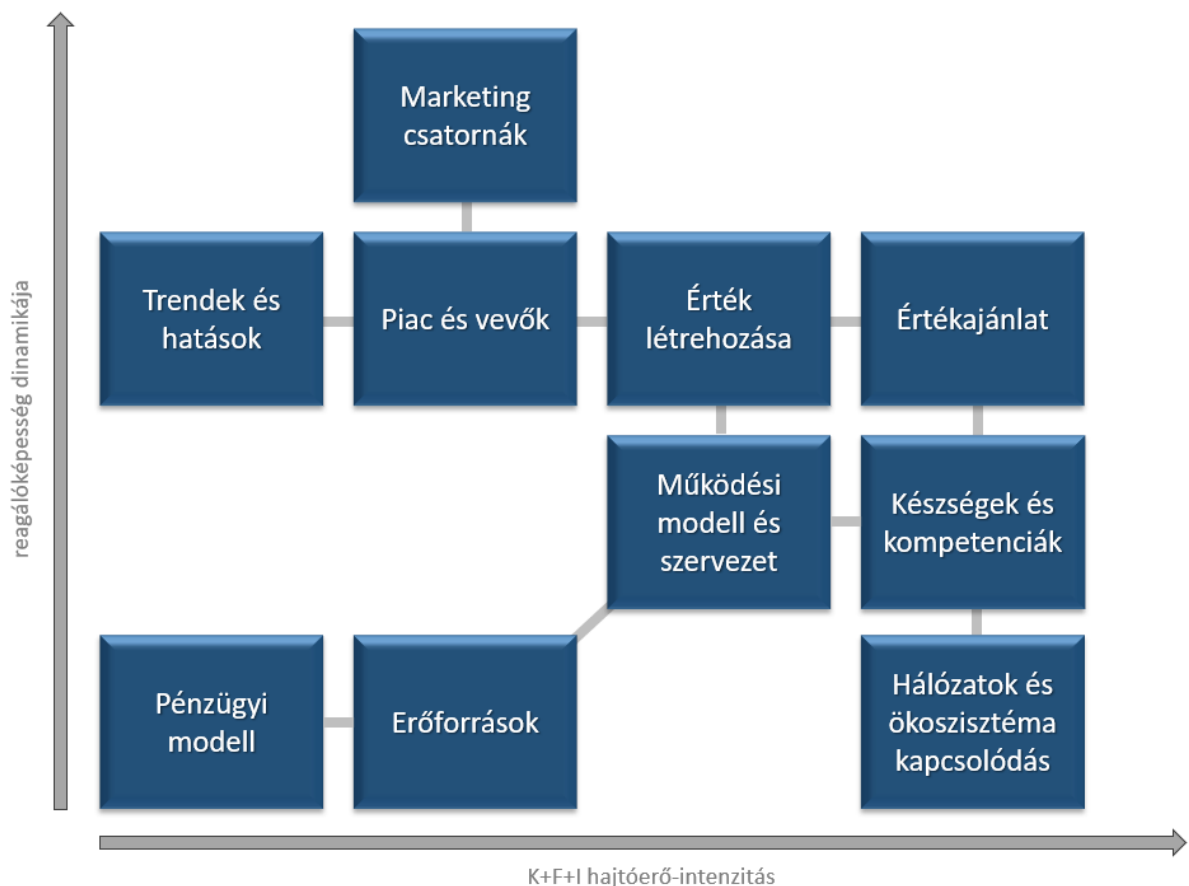 Marketing
csatornák
Trendek és
hatások
Piac és vevők
Érték
létrehozása
Értékajánlat
Működési
modell és
szervezet
Készségek és
kompetenciák
Pénzügyi
modell
Erőforrások
Hálózatok és
ökoszisztéma
kapcsolódás
reagálóképesség dinamikája
K+F+I hajtóerő-intenzitás